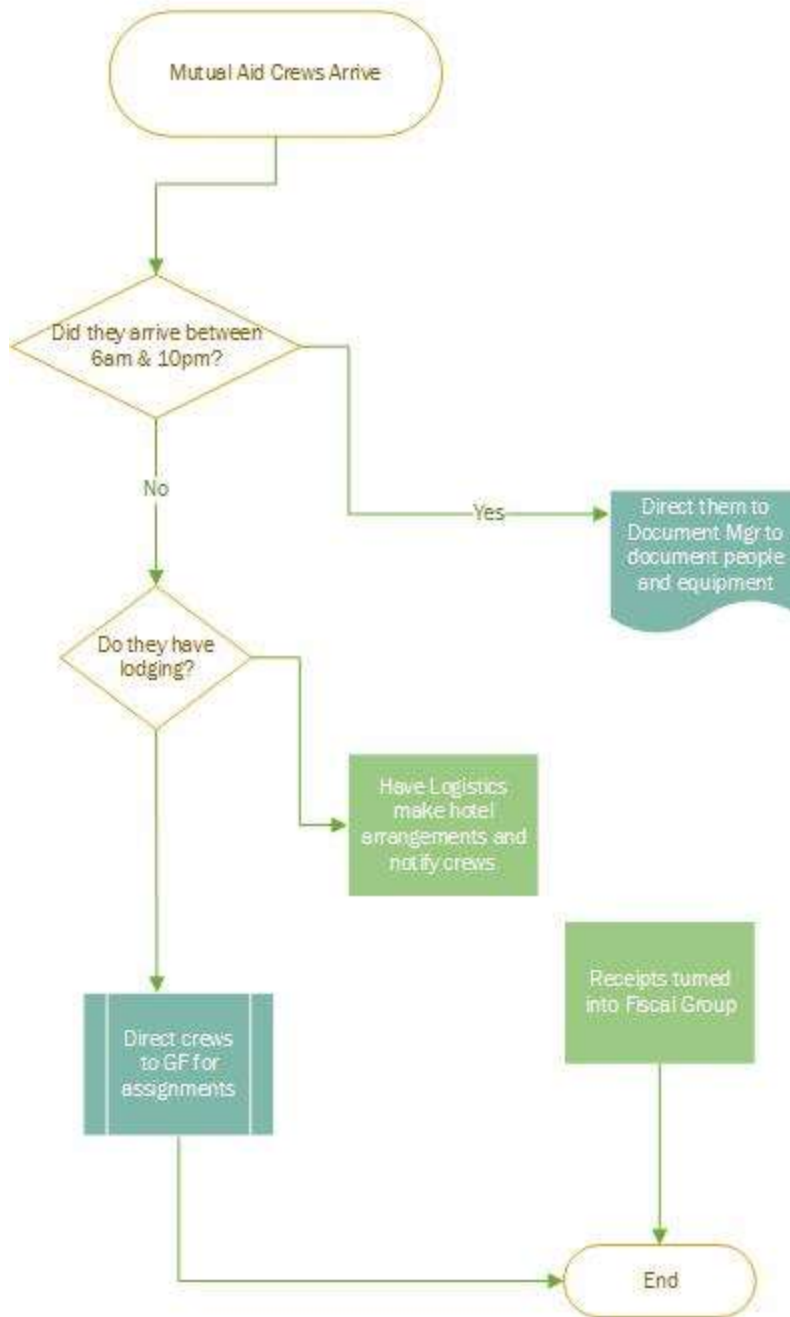 Mutual Aid Crews Arrive
Did they arrive between
6am & 10pm?
No
Yes
Direct them to
Document Mgr to
document people
and equipment
Do they have
lodging?
Have Logistics
make hotel
arrangements and
notify crews
Receipts turned
into Fiscal Group
Direct crews
to GF for
assignments
End